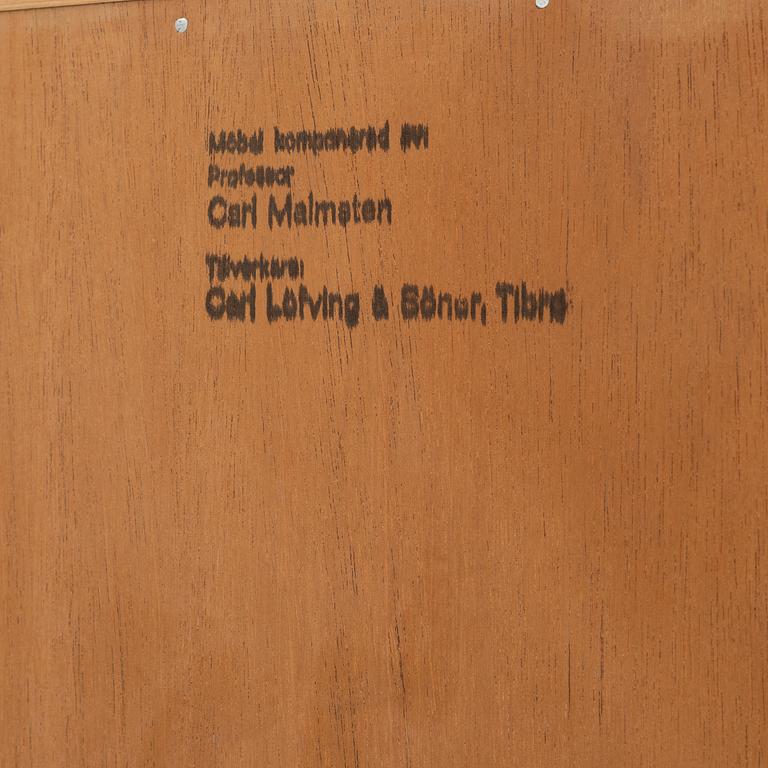 Möbel komponerad av:
Professor
Carl Malmsten
Tillverkare:
Carl Löfving & Söner, Tibro